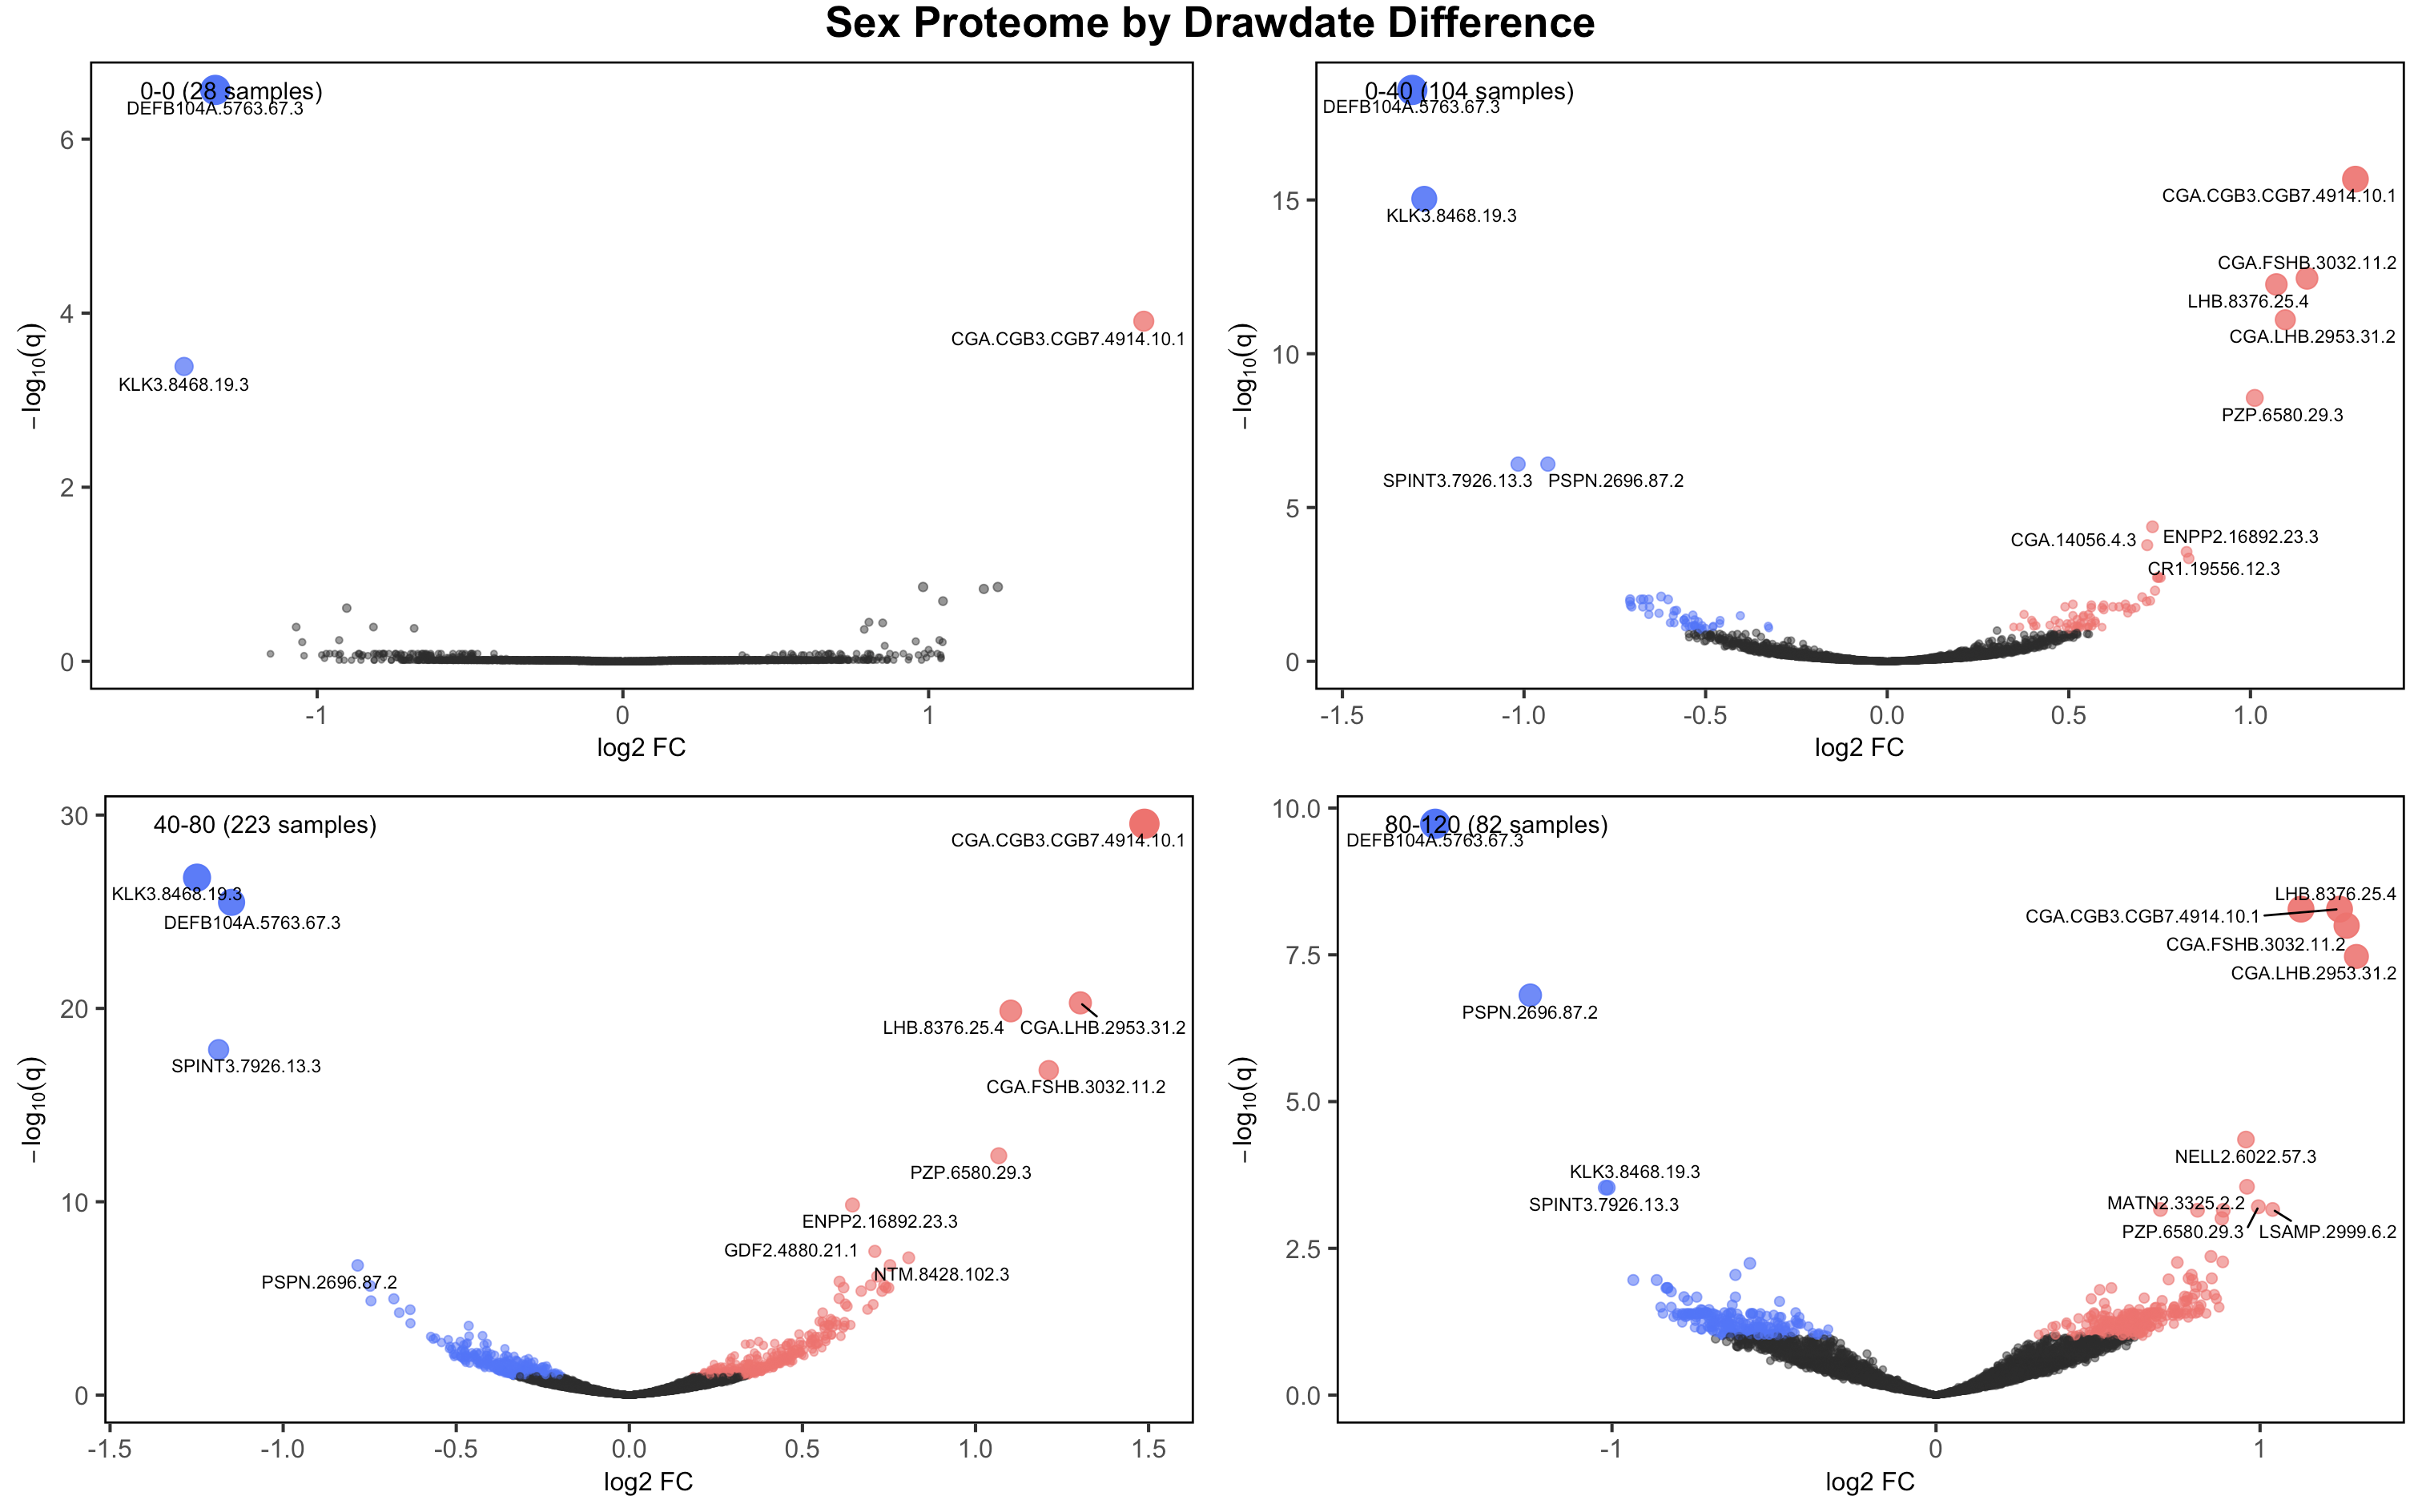 Sex Proteome by Drawdate Difference
0-0 (28 samples)
DEFB104A.5763.67.3
CGA.CGB3.CGB7.4914.10.1
KLK3.8468.19.3
6
4
2
0
−log10(q)
-1
0
1
log2 FC
0-40 (104 samples)
DEFB104A.5763.67.3
CGA.CGB3.CGB7.4914.10.1
KLK3.8468.19.3
CGA.FSHB.3032.11.2
LHB.8376.25.4
CGA.LHB.2953.31.2
PZP.6580.29.3
SPINT3.7926.13.3
PSPN.2696.87.2
CGA.14056.4.3
ENPP2.16892.23.3
CR1.19556.12.3
15
10
5
0
−log10(q)
-1.5
-1.0
-0.5
0.0
0.5
1.0
log2 FC
40-80 (223 samples)
CGA.CGB3.CGB7.4914.10.1
KLK3.8468.19.3
DEFB104A.5763.67.3
LHB.8376.25.4
CGA.LHB.2953.31.2
SPINT3.7926.13.3
CGA.FSHB.3032.11.2
PZP.6580.29.3
ENPP2.16892.23.3
GDF2.4880.21.1
NTM.8428.102.3
PSPN.2696.87.2
30
20
10
0
−log10(q)
-1.5
-1.0
-0.5
0.0
0.5
1.0
1.5
log2 FC
80-120 (82 samples)
DEFB104A.5763.67.3
LHB.8376.25.4
CGA.CGB3.CGB7.4914.10.1
CGA.FSHB.3032.11.2
CGA.LHB.2953.31.2
PSPN.2696.87.2
NELL2.6022.57.3
KLK3.8468.19.3
SPINT3.7926.13.3
MATN2.3325.2.2
PZP.6580.29.3
LSAMP.2999.6.2
10.0
7.5
5.0
2.5
0.0
−log10(q)
-1
0
1
log2 FC